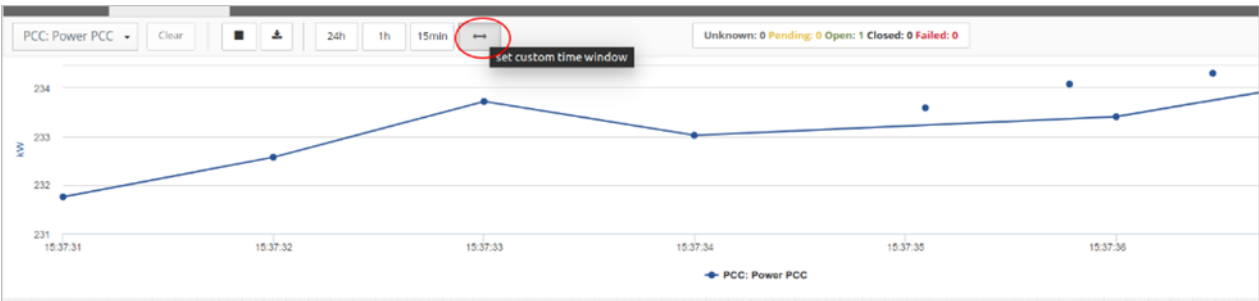 PCC: Power PCC Clear 24h 1h 15min Unknown: 0 Pending: 0 Open: 1 Closed: 0 Failed: 0
set custom time window
234
233
232
231
kW
15:37:31 15:37:32 15:37:33 15:37:34 15:37:35 15:37:36
PCC: Power PCC